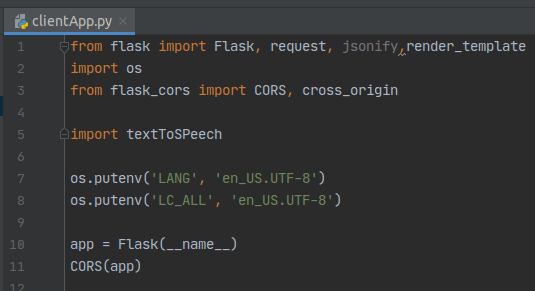 clientApp.py ×
1 from flask import Flask, request, jsonify,render_template
2 import os
3 from flask_cors import CORS, cross_origin
4
5 import textToSPeech
6
7 os.putenv('LANG', 'en_US.UTF-8')
8 os.putenv('LC_ALL', 'en_US.UTF-8')
9
10 app = Flask(__name__)
11 CORS(app)
12